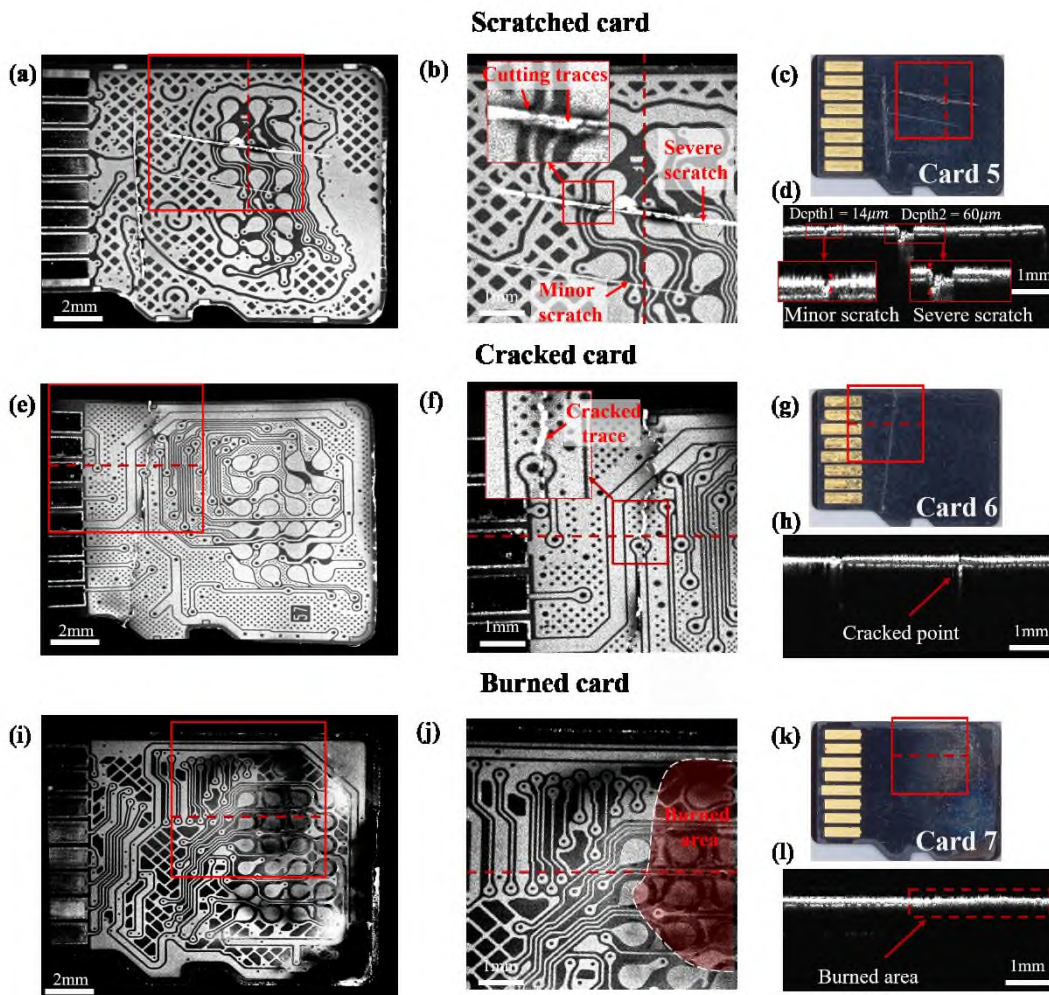 Scratched card
(a)
2mm
(b)
Cutting traces
Severe
scratch
Minor
scratch
1mm
(c)
Card 5
(d)
Depth1 = 14μm
Depth2 = 60μm
1mm
Minor scratch
Severe scratch
Cracked card
(e)
57
2mm
(f)
Cracked
trace
1mm
(g)
Card 6
(h)
Cracked point
1mm
Burned card
(i)
2mm
(j)
Burned
area
1mm
(k)
Card 7
(l)
Burned area
1mm